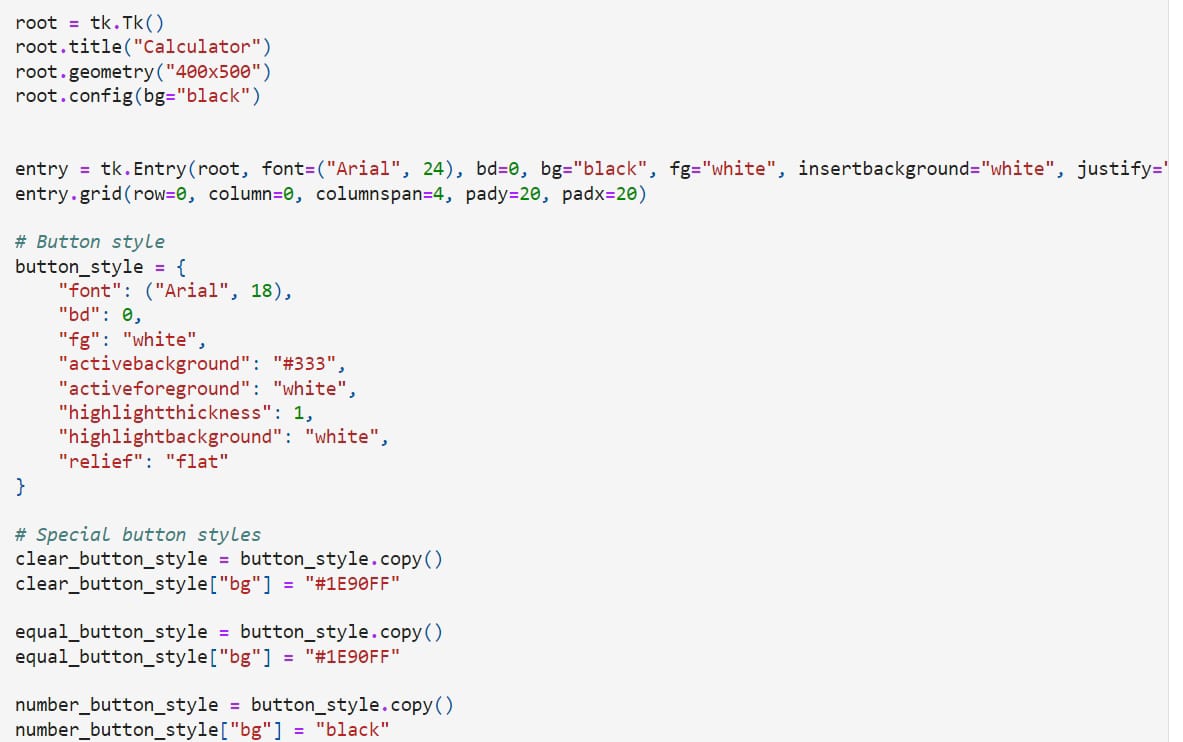 root = tk.Tk()
root.title("Calculator")
root.geometry("400x500")
root.config(bg="black")
entry = tk.Entry(root, font=("Arial", 24), bd=0, bg="black", fg="white", insertbackground="white", justify='
entry.grid(row=0, column=0, columnspan=4, pady=20, padx=20)
# Button style
button_style = {
    "font": ("Arial", 18),
    "bd": 0,
    "fg": "white",
    "activebackground": "#333",
    "activeforeground": "white",
    "highlightthickness": 1,
    "highlightbackground": "white",
    "relief": "flat"
}
# Special button styles
clear_button_style = button_style.copy()
clear_button_style["bg"] = "#1E90FF"
equal_button_style = button_style.copy()
equal_button_style["bg"] = "#1E90FF"
number_button_style = button_style.copy()
number_button_style["bg"] = "black"